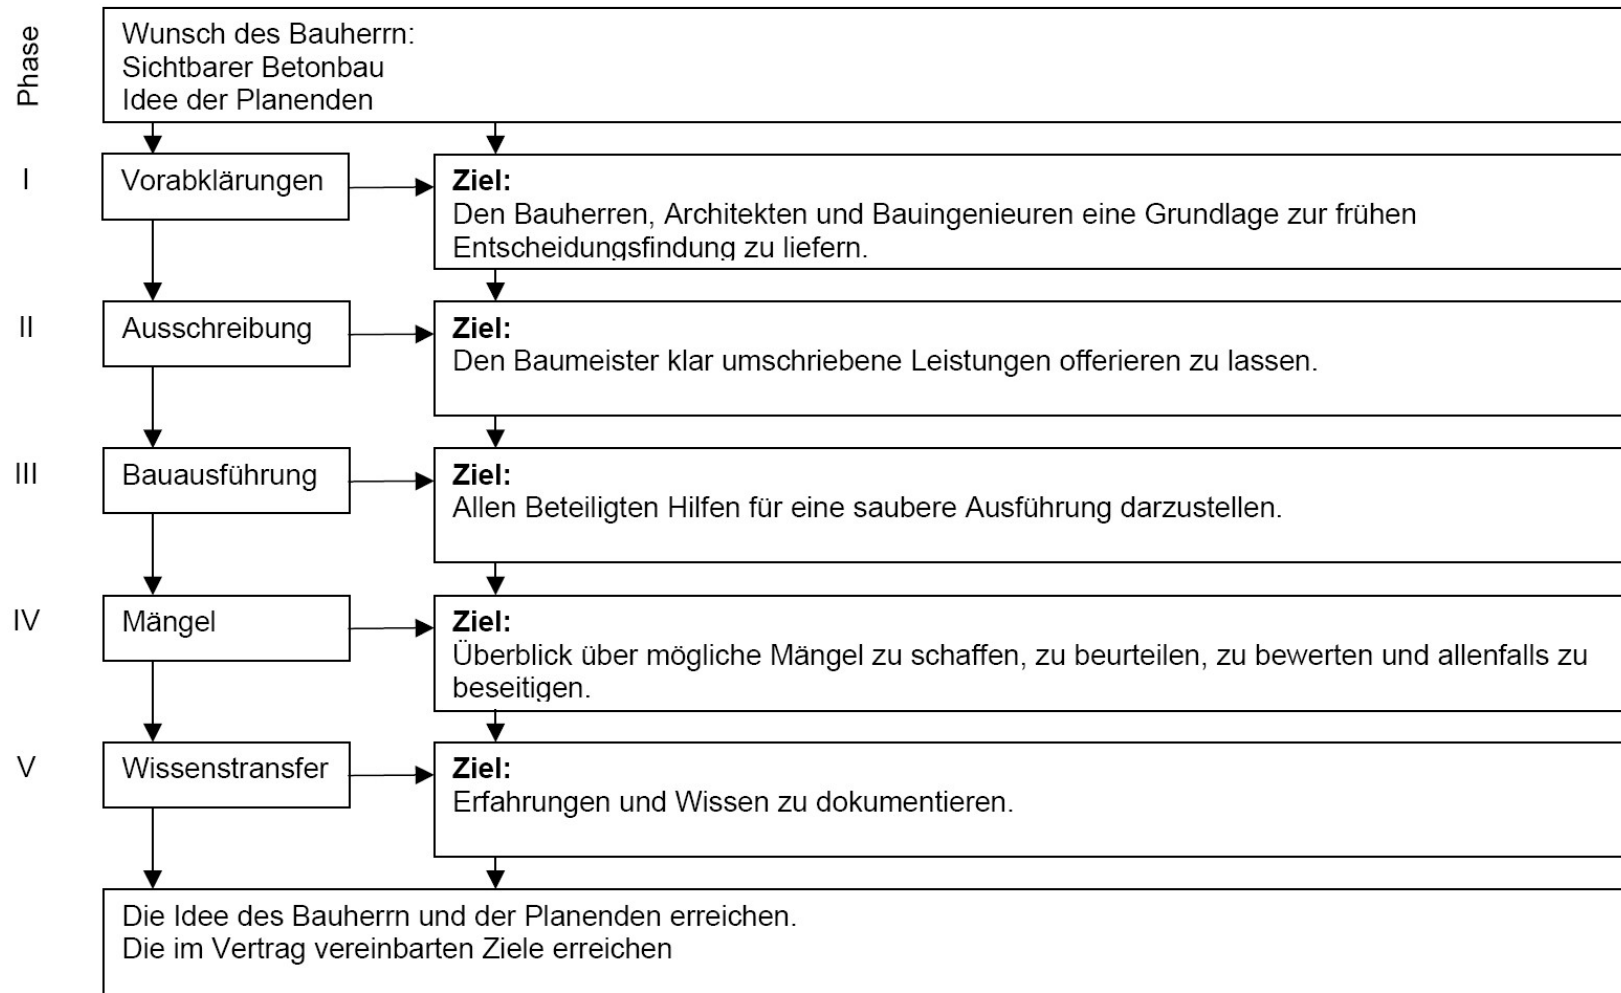 Phase
Wunsch des Bauherrn:
Sichtbarer Betonbau
Idee der Planenden
I
Vorabklärungen
Ziel:
Den Bauherren, Architekten und Bauingenieuren eine Grundlage zur frühen
Entscheidungsfindung zu liefern.
II
Ausschreibung
Ziel:
Den Baumeister klar umschriebene Leistungen offerieren zu lassen.
III
Bauausführung
Ziel:
Allen Beteiligten Hilfen für eine saubere Ausführung darzustellen.
IV
Mängel
Ziel:
Überblick über mögliche Mängel zu schaffen, zu beurteilen, zu bewerten und allenfalls zu
beseitigen.
V
Wissenstransfer
Ziel:
Erfahrungen und Wissen zu dokumentieren.
Die Idee des Bauherrn und der Planenden erreichen.
Die im Vertrag vereinbarten Ziele erreichen